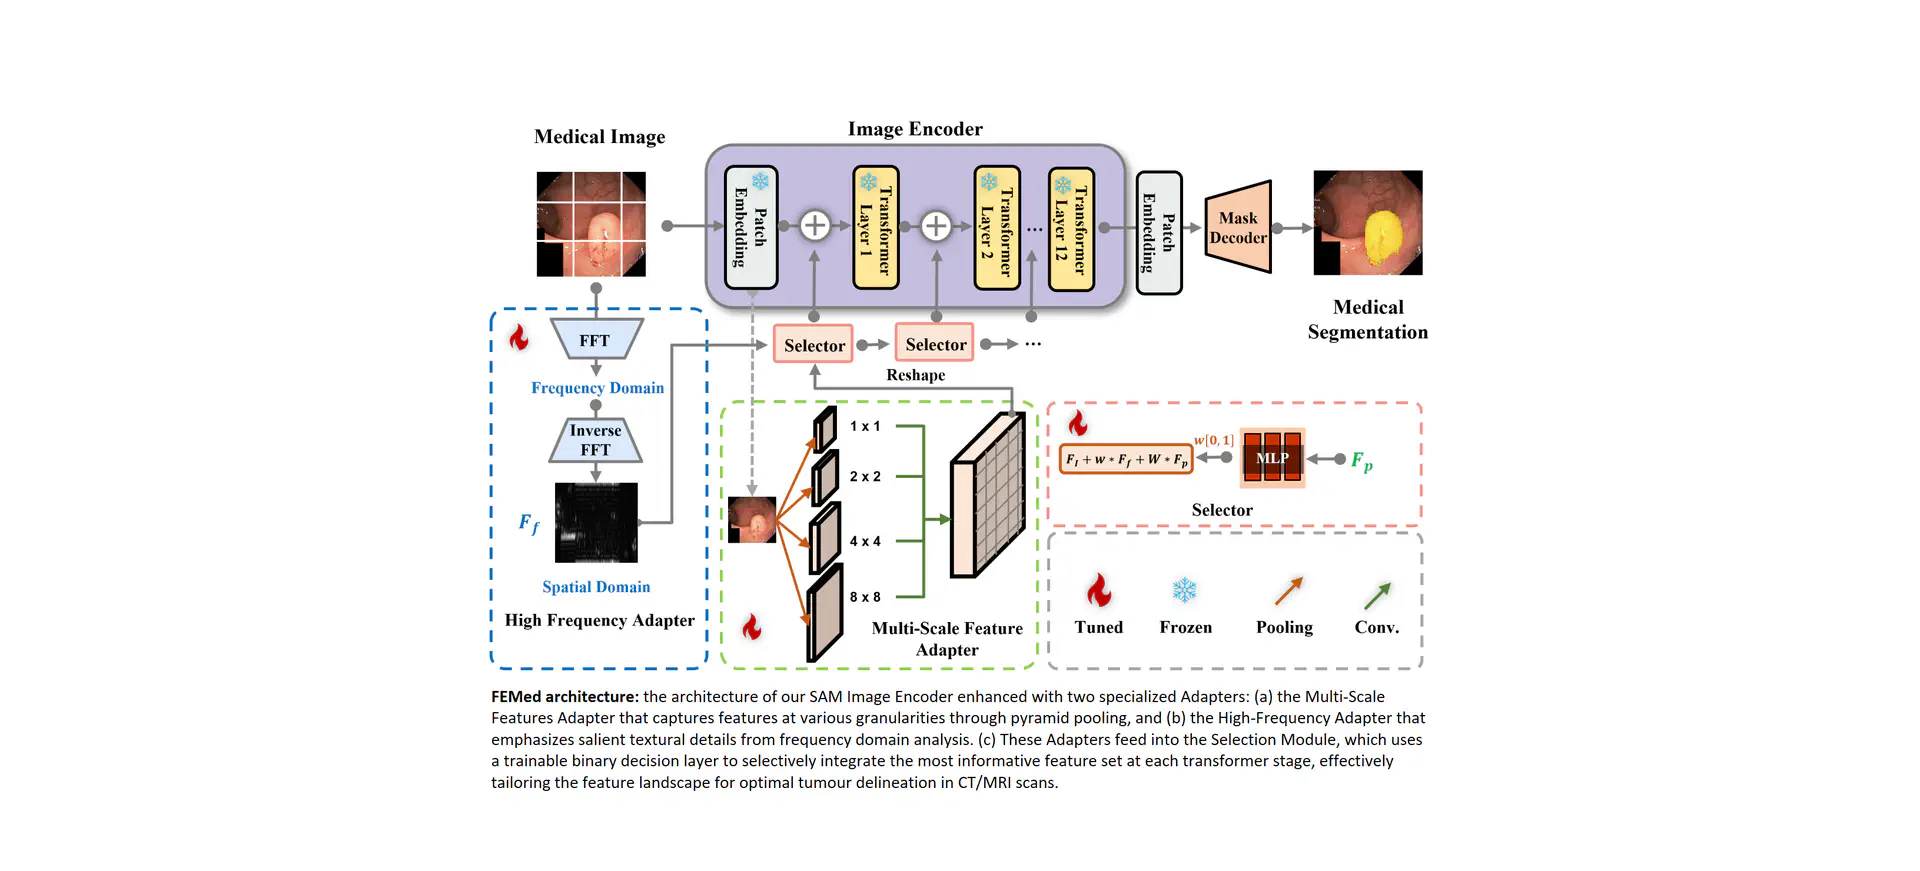 Medical Image
Image Encoder
Patch
Embedding
Transformer
Layer 1
Transformer
Layer 2
...
Transformer
Layer 12
Patch
Embedding
Mask
Decoder
Medical
Segmentation
FFT
Frequency Domain
Inverse
FFT
F_f
Spatial Domain
High Frequency Adapter
Selector
Selector
...
Reshape
1 x 1
2 x 2
4 x 4
8 x 8
Multi-Scale Feature
Adapter
F_I + w * F_f + W * F_p
w[0, 1]
MLP
F_p
Selector
Tuned
Frozen
Pooling
Conv.
FEMed architecture: the architecture of our SAM Image Encoder enhanced with two specialized Adapters: (a) the Multi-Scale
Features Adapter that captures features at various granularities through pyramid pooling, and (b) the High-Frequency Adapter that
emphasizes salient textural details from frequency domain analysis. (c) These Adapters feed into the Selection Module, which uses
a trainable binary decision layer to selectively integrate the most informative feature set at each transformer stage, effectively
tailoring the feature landscape for optimal tumour delineation in CT/MRI scans.